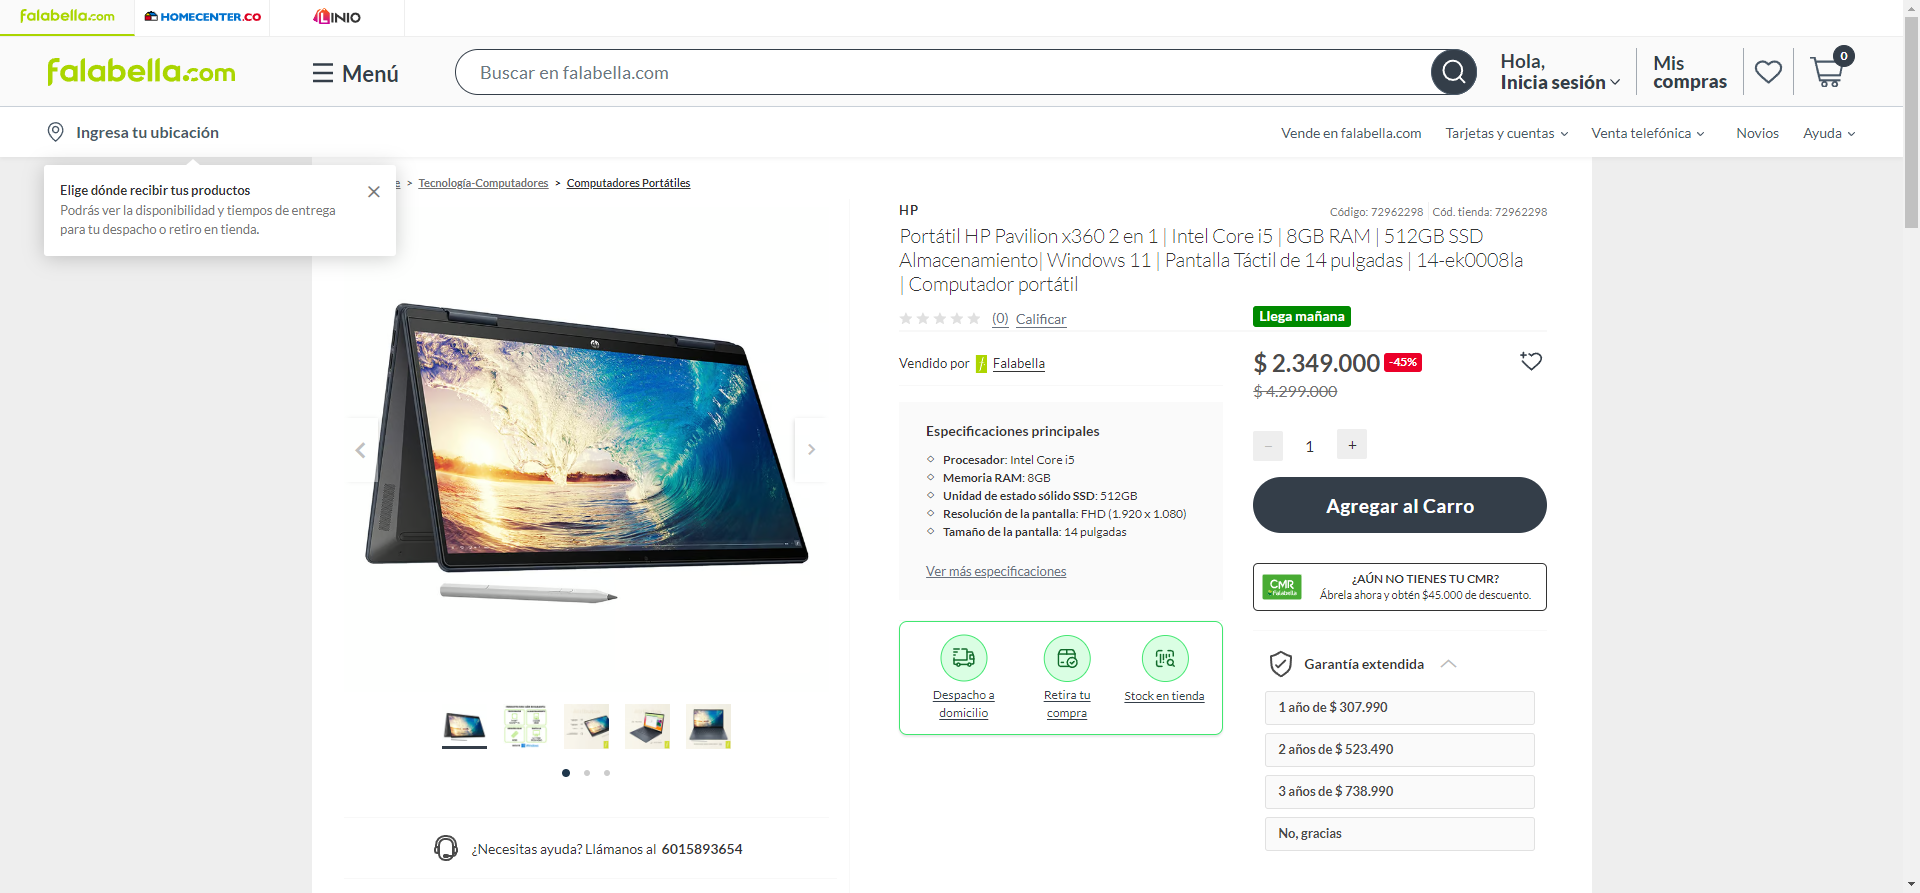 falabella.com
HOMECENTER.CO
LINIO
falabella.com
Menú
Buscar en falabella.com
Hola,
Inicia sesión
Mis
compras
0
Ingresa tu ubicación
Vende en falabella.com
Tarjetas y cuentas
Venta telefónica
Novios
Ayuda
Elige dónde recibir tus productos
Podrás ver la disponibilidad y tiempos de entrega
para tu despacho o retiro en tienda.
> Tecnología-Computadores > Computadores Portátiles
HP
Código: 72962298 Cód. tienda: 72962298
Portátil HP Pavilion x360 2 en 1 | Intel Core i5 | 8GB RAM | 512GB SSD
Almacenamiento| Windows 11 | Pantalla Táctil de 14 pulgadas | 14-ek0008la
| Computador portátil
(0) Calificar
Llega mañana
Vendido por Falabella
$ 2.349.000 -45%
$ 4.299.000
Especificaciones principales
Procesador: Intel Core i5
Memoria RAM: 8GB
Unidad de estado sólido SSD: 512GB
Resolución de la pantalla: FHD (1.920 x 1.080)
Tamaño de la pantalla: 14 pulgadas
Ver más especificaciones
− 1 +
Agregar al Carro
CMR
Falabella
¿AÚN NO TIENES TU CMR?
Ábrela ahora y obtén $45.000 de descuento.
Despacho a
domicilio
Retira tu
compra
Stock en tienda
Garantía extendida
1 año de $ 307.990
2 años de $ 523.490
3 años de $ 738.990
No, gracias
¿Necesitas ayuda? Llámanos al 6015893654